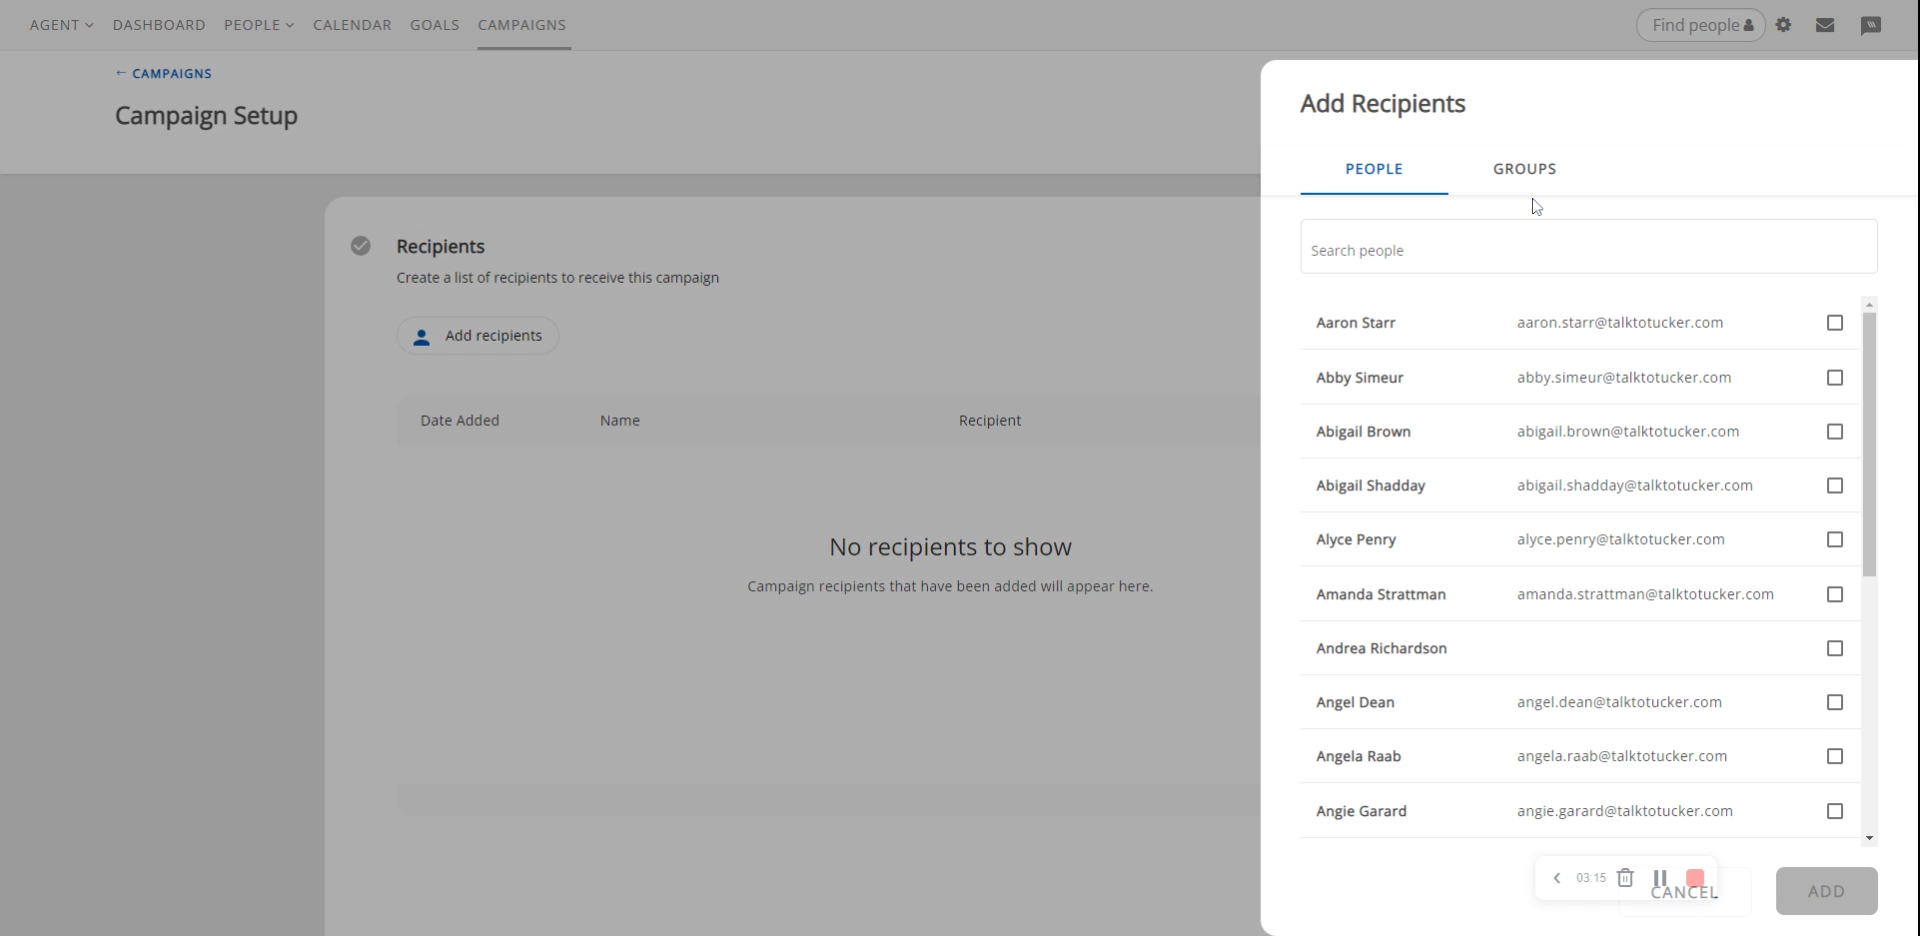 AGENT DASHBOARD PEOPLE CALENDAR GOALS CAMPAIGNS Find people
← CAMPAIGNS
Campaign Setup
Recipients
Create a list of recipients to receive this campaign
Add recipients
Date Added Name Recipient
No recipients to show
Campaign recipients that have been added will appear here.
Add Recipients
PEOPLE GROUPS
Search people
Aaron Starr aaron.starr@talktotucker.com
Abby Simeur abby.simeur@talktotucker.com
Abigail Brown abigail.brown@talktotucker.com
Abigail Shadday abigail.shadday@talktotucker.com
Alyce Penry alyce.penry@talktotucker.com
Amanda Strattman amanda.strattman@talktotucker.com
Andrea Richardson
Angel Dean angel.dean@talktotucker.com
Angela Raab angela.raab@talktotucker.com
Angie Garard angie.garard@talktotucker.com
03:15
CANCEL ADD